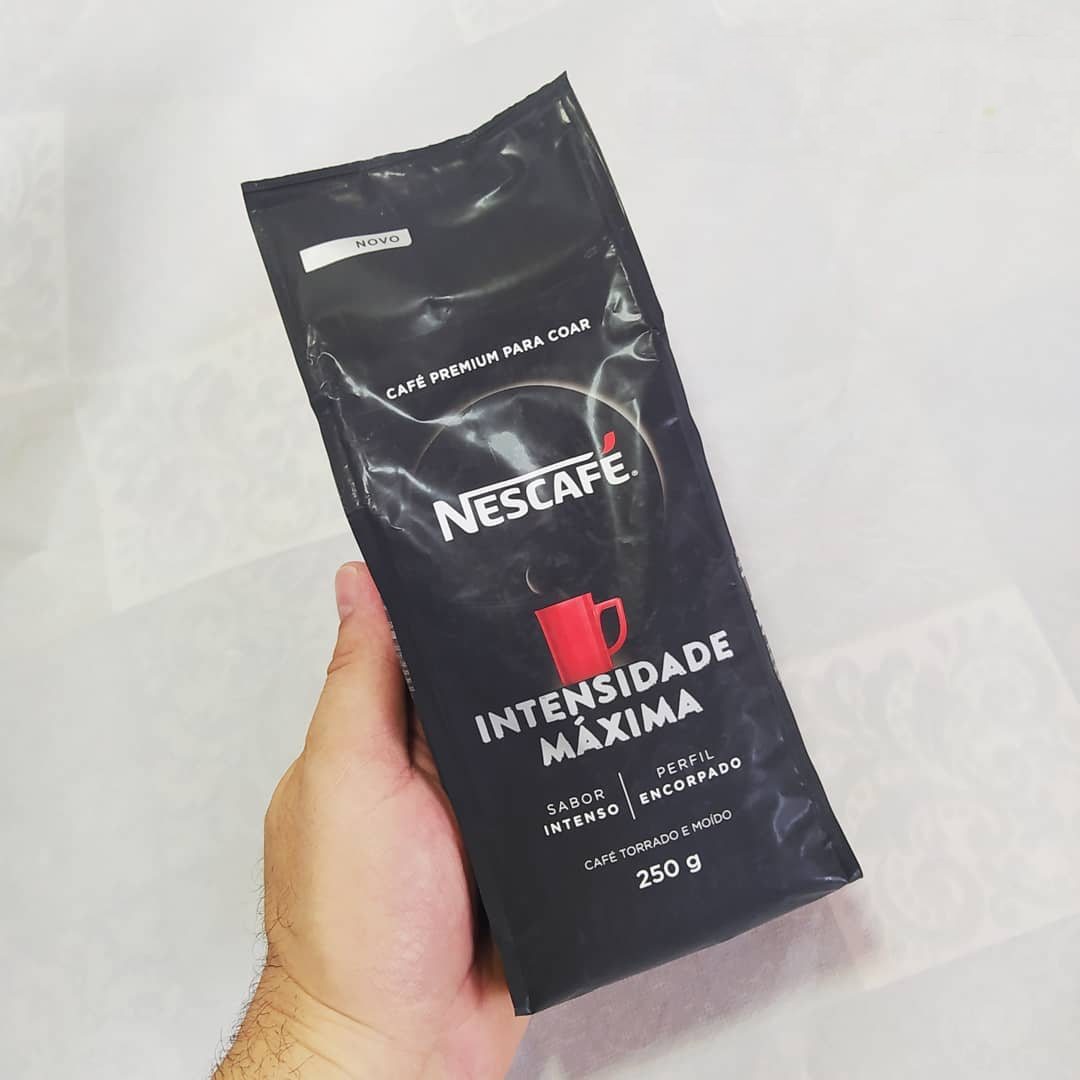 NOVO
CAFÉ PREMIUM PARA COAR
NESCAFÉ®
INTENSIDADE
MÁXIMA
SABOR
INTENSO
PERFIL
ENCORPADO
CAFÉ TORRADO E MOÍDO
250 g